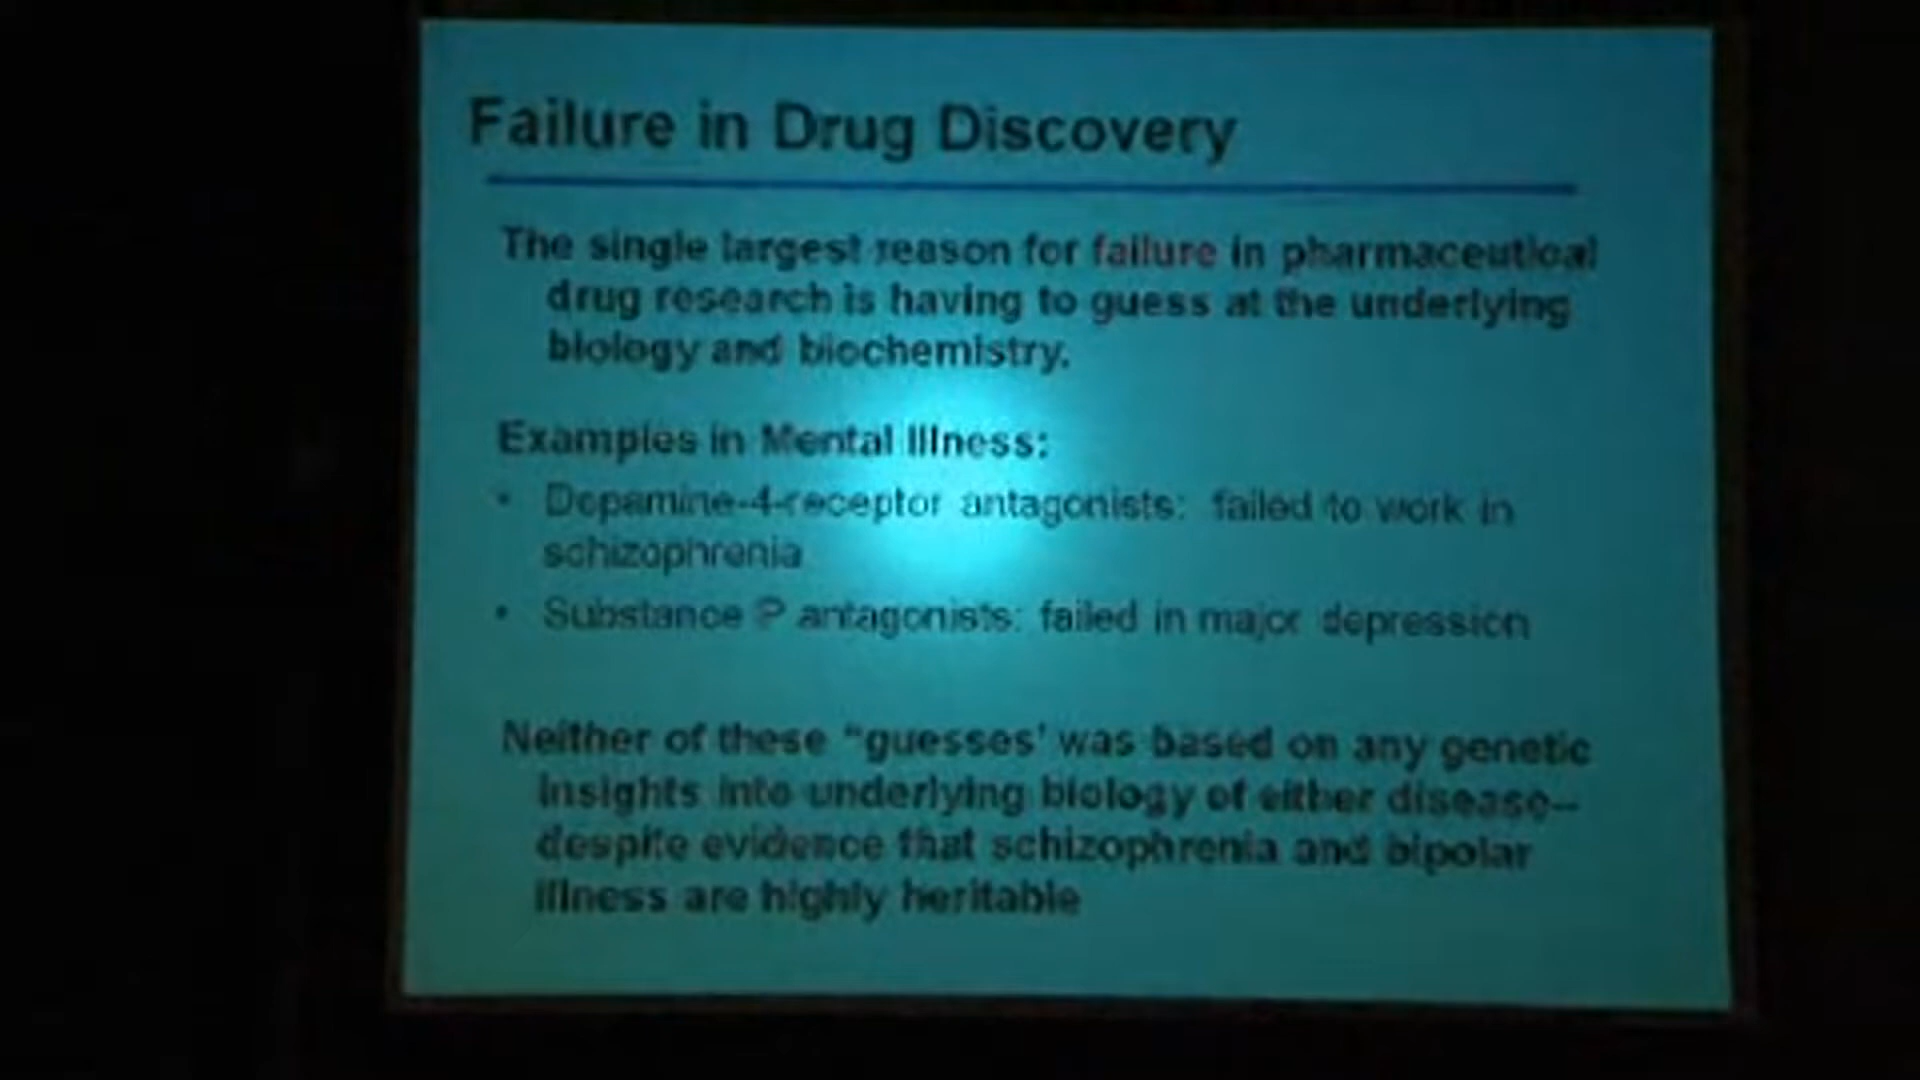 Failure in Drug Discovery
The single largest reason for failure in pharmaceutical
drug research is having to guess at the underlying
biology and biochemistry.
Examples in Mental Illness:
• Dopamine-4-receptor antagonists: failed to work in
schizophrenia
• Substance P antagonists: failed in major depression
Neither of these "guesses' was based on any genetic
insights into underlying biology of either disease–
despite evidence that schizophrenia and bipolar
illness are highly heritable